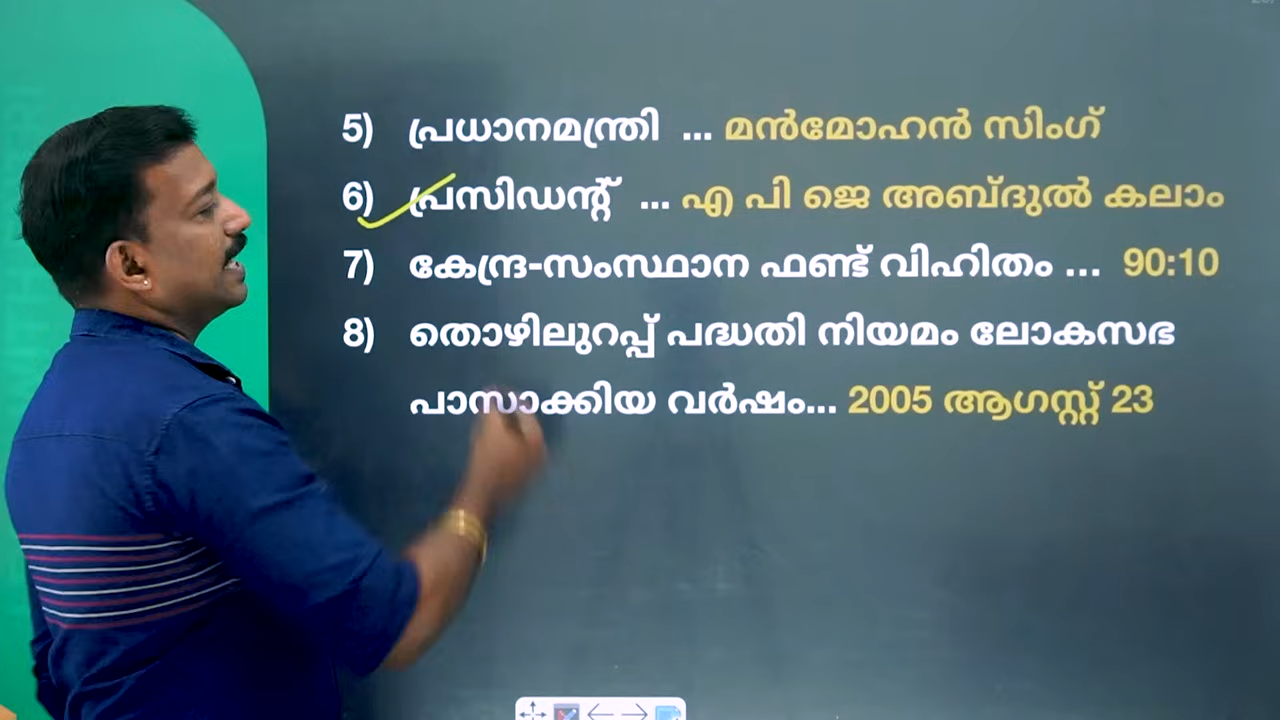 5) പ്രധാനമന്ത്രി ... മൻമോഹൻ സിംഗ്
6) പ്രസിഡന്റ് ... എ പി ജെ അബ്ദുൽ കലാം
7) കേന്ദ്ര-സംസ്ഥാന ഫണ്ട് വിഹിതം ... 90:10
8) തൊഴിലുറപ്പ് പദ്ധതി നിയമം ലോകസഭ
പാസാക്കിയ വർഷം... 2005 ആഗസ്റ്റ് 23